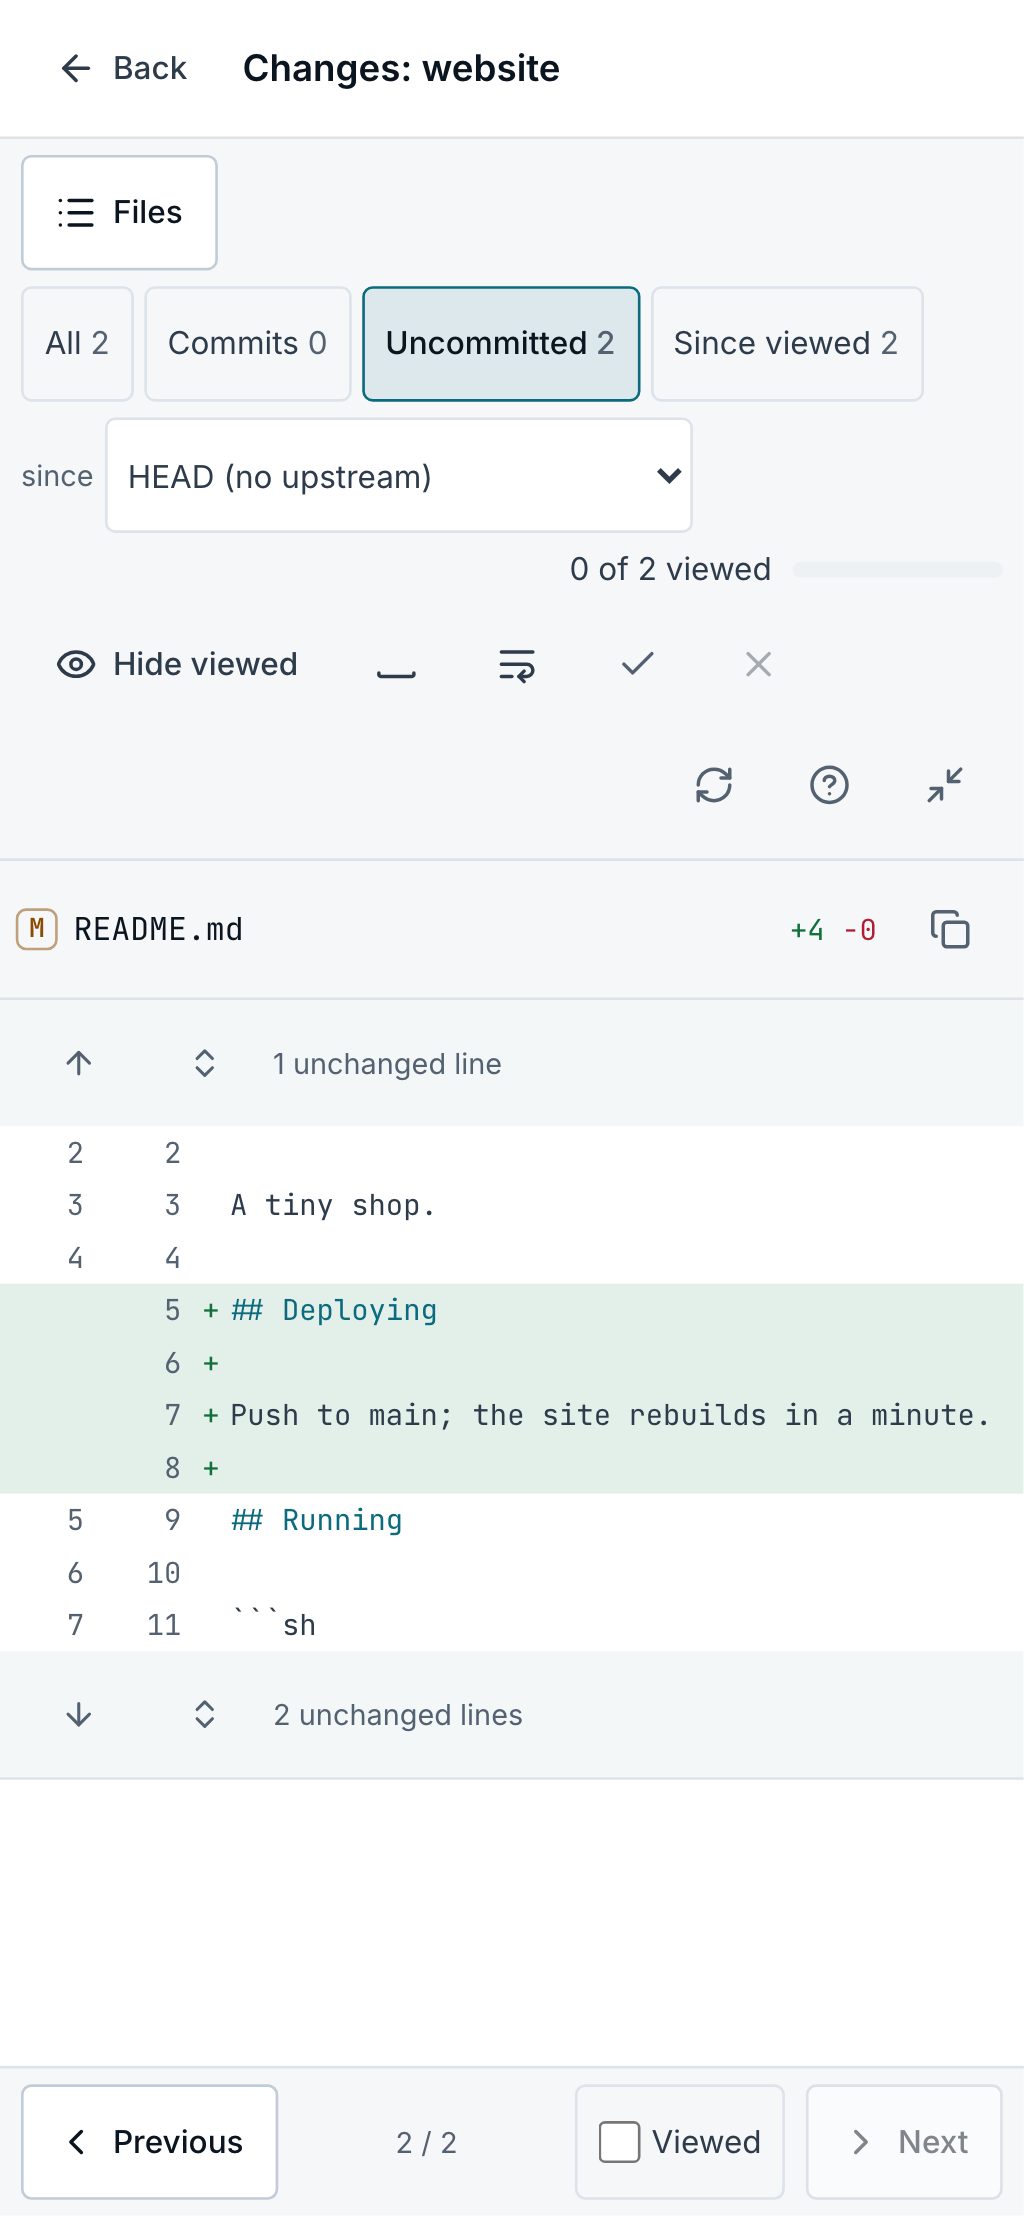 Back Changes: website
Files
All 2 Commits 0 Uncommitted 2 Since viewed 2
since HEAD (no upstream)
0 of 2 viewed
Hide viewed
M README.md +4 -0
1 unchanged line
2 2
3 3 A tiny shop.
4 4
5 + ## Deploying
6 +
7 + Push to main; the site rebuilds in a minute.
8 +
5 9 ## Running
6 10
7 11 ```sh
2 unchanged lines
Previous 2 / 2 Viewed Next